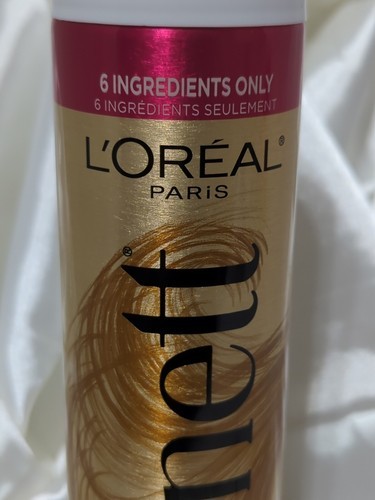 6 INGREDIENTS ONLY
6 INGRÉDIENTS SEULEMENT
L'ORÉAL®
PARiS
nett®